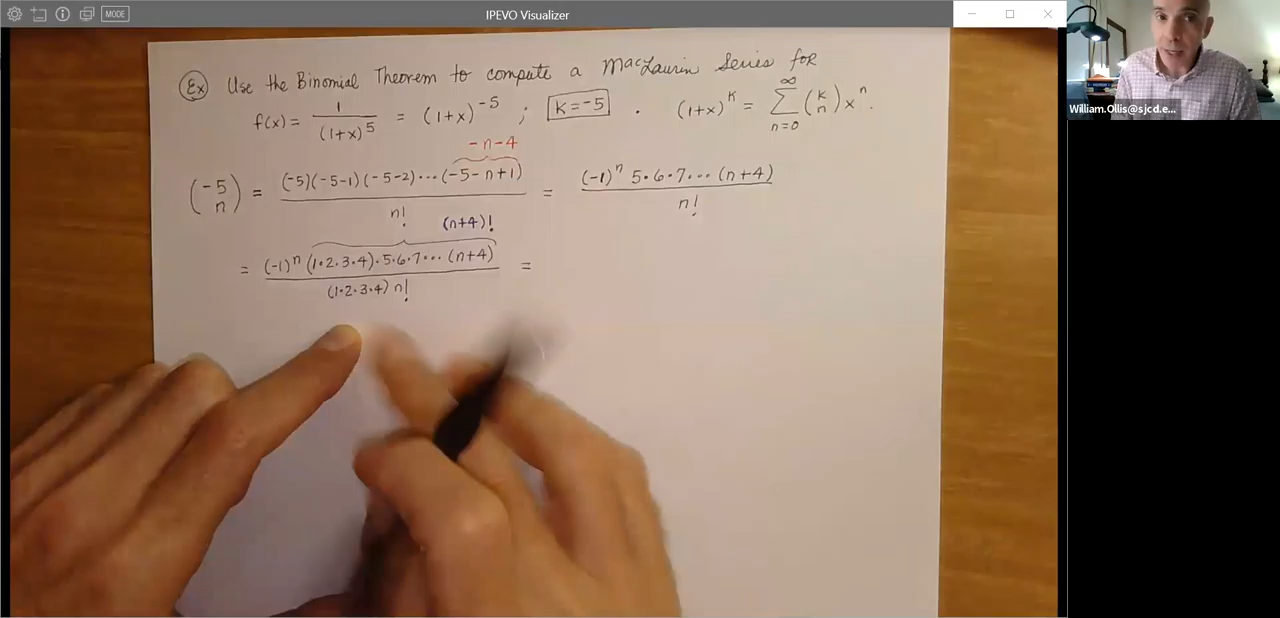 MODE
IPEVO Visualizer
William.Ollis@sjcd.e...
Ex Use the Binomial Theorem to compute a MacLaurin Series for
f(x) = 1/(1+x)^5 = (1+x)^-5 ; k=-5 . (1+x)^k = ∑_{n=0}^{∞} (k n) x^n.
-n-4
(-5 n) = (-5)(-5-1)(-5-2)···(-5-n+1)/n! = (-1)^n 5·6·7···(n+4)/n!
(n+4)!
= (-1)^n (1·2·3·4)·5·6·7···(n+4)/(1·2·3·4) n! =